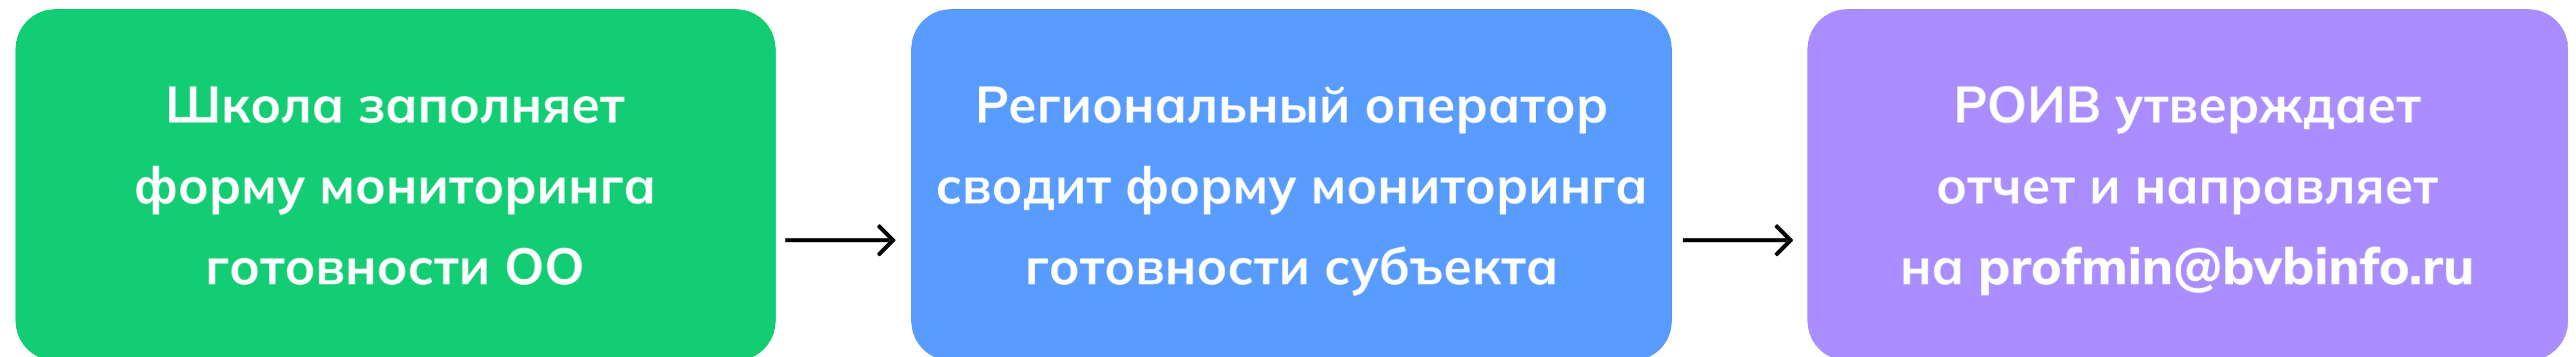 Школа заполняет
форму мониторинга
готовности ОО
Региональный оператор
сводит форму мониторинга
готовности субъекта
РОИВ утверждает
отчет и направляет
на profmin@bvbinfo.ru